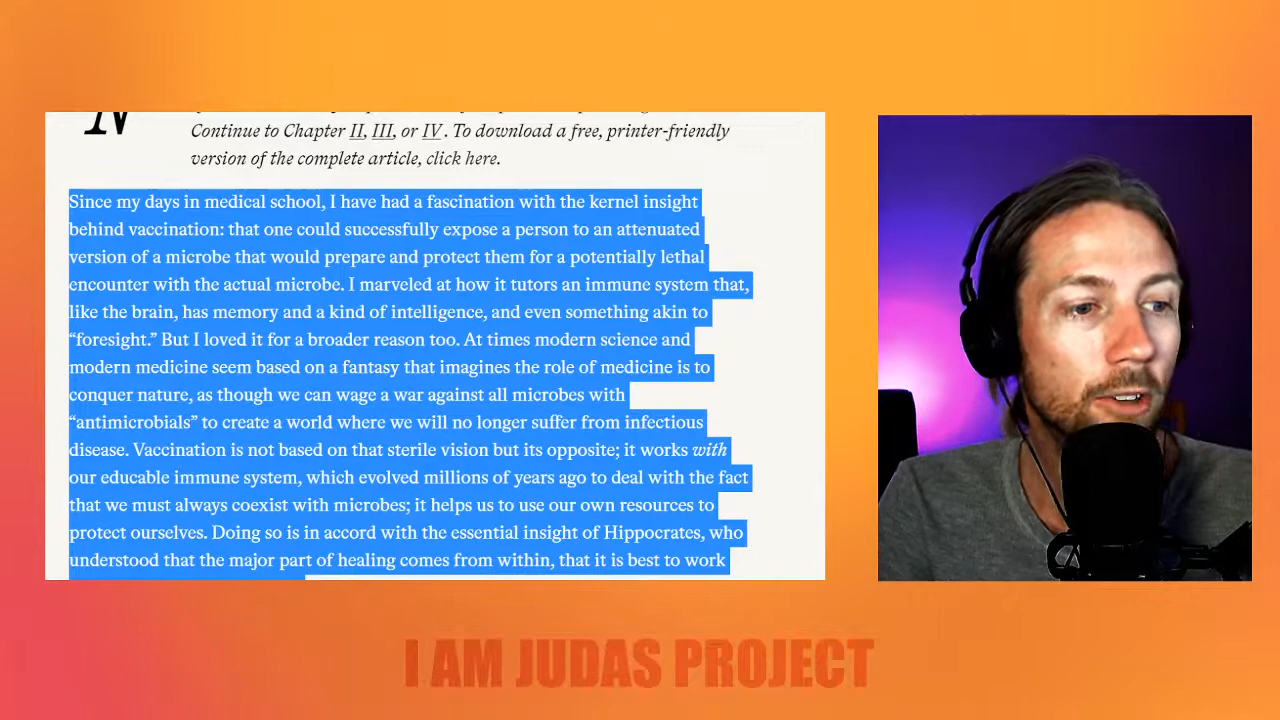 Continue to Chapter II, III, or IV. To download a free, printer-friendly
version of the complete article, click here.
Since my days in medical school, I have had a fascination with the kernel insight
behind vaccination: that one could successfully expose a person to an attenuated
version of a microbe that would prepare and protect them for a potentially lethal
encounter with the actual microbe. I marveled at how it tutors an immune system that,
like the brain, has memory and a kind of intelligence, and even something akin to
“foresight.” But I loved it for a broader reason too. At times modern science and
modern medicine seem based on a fantasy that imagines the role of medicine is to
conquer nature, as though we can wage a war against all microbes with
“antimicrobials” to create a world where we will no longer suffer from infectious
disease. Vaccination is not based on that sterile vision but its opposite; it works with
our educable immune system, which evolved millions of years ago to deal with the fact
that we must always coexist with microbes; it helps us to use our own resources to
protect ourselves. Doing so is in accord with the essential insight of Hippocrates, who
understood that the major part of healing comes from within, that it is best to work
I AM JUDAS PROJECT